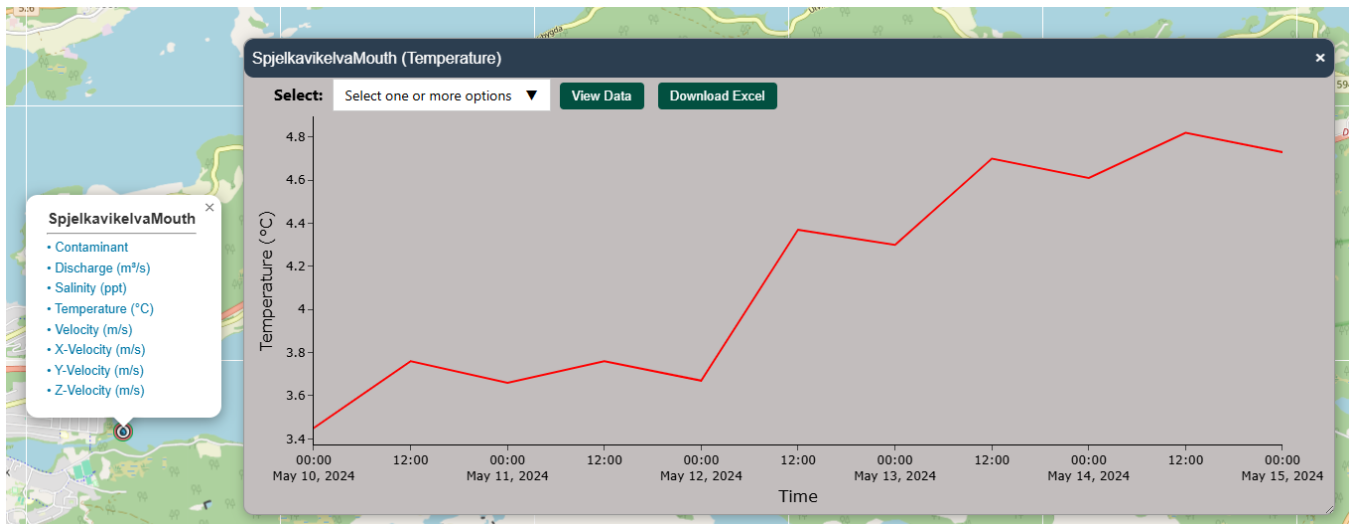 5.6
SpjelkavikelvaMouth (Temperature)
×
Select:
Select one or more options ▼
View Data
Download Excel
SpjelkavikelvaMouth
×
• Contaminant
• Discharge (m³/s)
• Salinity (ppt)
• Temperature (°C)
• Velocity (m/s)
• X-Velocity (m/s)
• Y-Velocity (m/s)
• Z-Velocity (m/s)
Temperature (°C)
4.8
4.6
4.4
4.2
4
3.8
3.6
3.4
00:00 12:00 00:00 12:00 00:00 12:00 00:00 12:00 00:00 12:00 00:00
May 10, 2024 May 11, 2024 May 12, 2024 May 13, 2024 May 14, 2024 May 15, 2024
Time